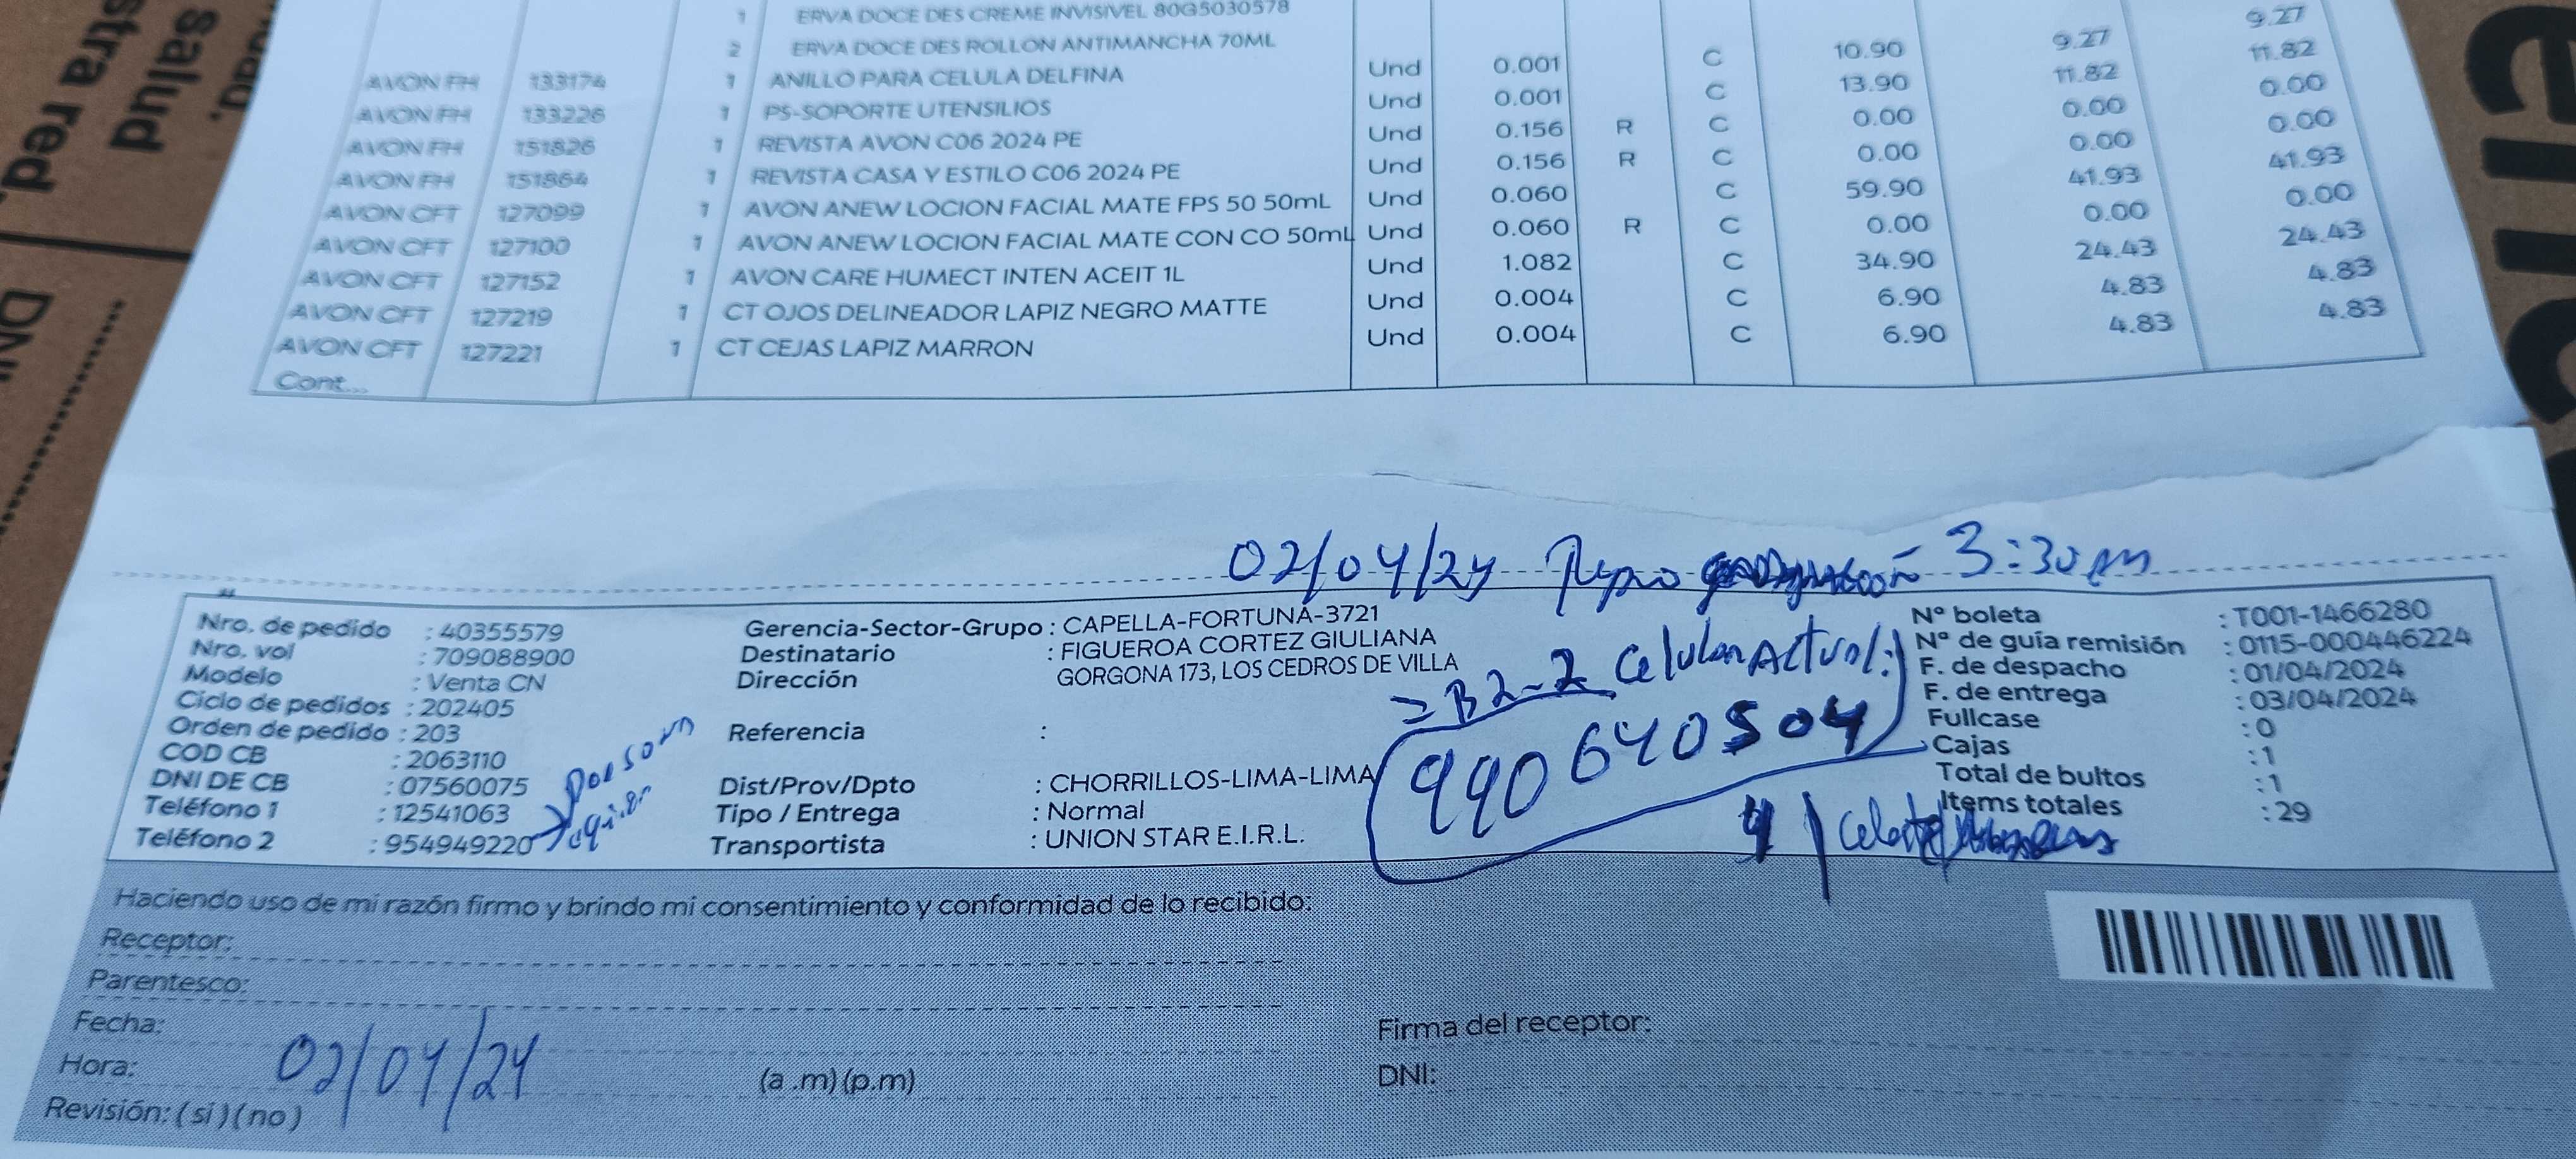 1 ERVA DOCE DES CREME INVISIVEL 80G5030578
2 ERVA DOCE DES ROLLON ANTIMANCHA 70ML
AVON FH 133174 1 ANILLO PARA CELULA DELFINA Und 0.001 C 10.90 9.27 9.27
AVON FH 133226 1 PS-SOPORTE UTENSILIOS Und 0.001 C 13.90 11.82 11.82
AVON FH 151826 1 REVISTA AVON C06 2024 PE Und 0.156 R C 0.00 0.00 0.00
AVON FH 151864 1 REVISTA CASA Y ESTILO C06 2024 PE Und 0.156 R C 0.00 0.00 0.00
AVON CFT 127099 1 AVON ANEW LOCION FACIAL MATE FPS 50 50mL Und 0.060 C 59.90 41.93 41.93
AVON CFT 127100 1 AVON ANEW LOCION FACIAL MATE CON CO 50mL Und 0.060 R C 0.00 0.00 0.00
AVON CFT 127152 1 AVON CARE HUMECT INTEN ACEIT 1L Und 1.082 C 34.90 24.43 24.43
AVON CFT 127219 1 CT OJOS DELINEADOR LAPIZ NEGRO MATTE Und 0.004 C 6.90 4.83 4.83
AVON CFT 127221 1 CT CEJAS LAPIZ MARRON Und 0.004 C 6.90 4.83 4.83
Cont...
02/04/24 3:30 pm
Nro. de pedido : 40355579
Nro. vol : 709088900
Modelo : Venta CN
Ciclo de pedidos : 202405
Orden de pedido : 203
COD CB : 2063110
DNI DE CB : 07560075
Teléfono 1 : 12541063
Teléfono 2 : 954949220
Gerencia-Sector-Grupo : CAPELLA-FORTUNA-3721
Destinatario : FIGUEROA CORTEZ GIULIANA
Dirección GORGONA 173, LOS CEDROS DE VILLA
= B2-2 Celular Actual:
990640504
Referencia :
Dist/Prov/Dpto : CHORRILLOS-LIMA-LIMA
Tipo / Entrega : Normal
Transportista : UNION STAR E.I.R.L.
N° boleta : T001-1466280
N° de guía remisión : 0115-000446224
F. de despacho : 01/04/2024
F. de entrega : 03/04/2024
Fullcase : 0
Cajas : 1
Total de bultos : 1
Items totales : 29
Haciendo uso de mi razón firmo y brindo mi consentimiento y conformidad de lo recibido:
Receptor:
Parentesco:
Fecha:
02/04/24
Hora: (a .m) (p.m)
Revisión: ( si ) ( no )
Firma del receptor:
DNI:
salud
stra red.